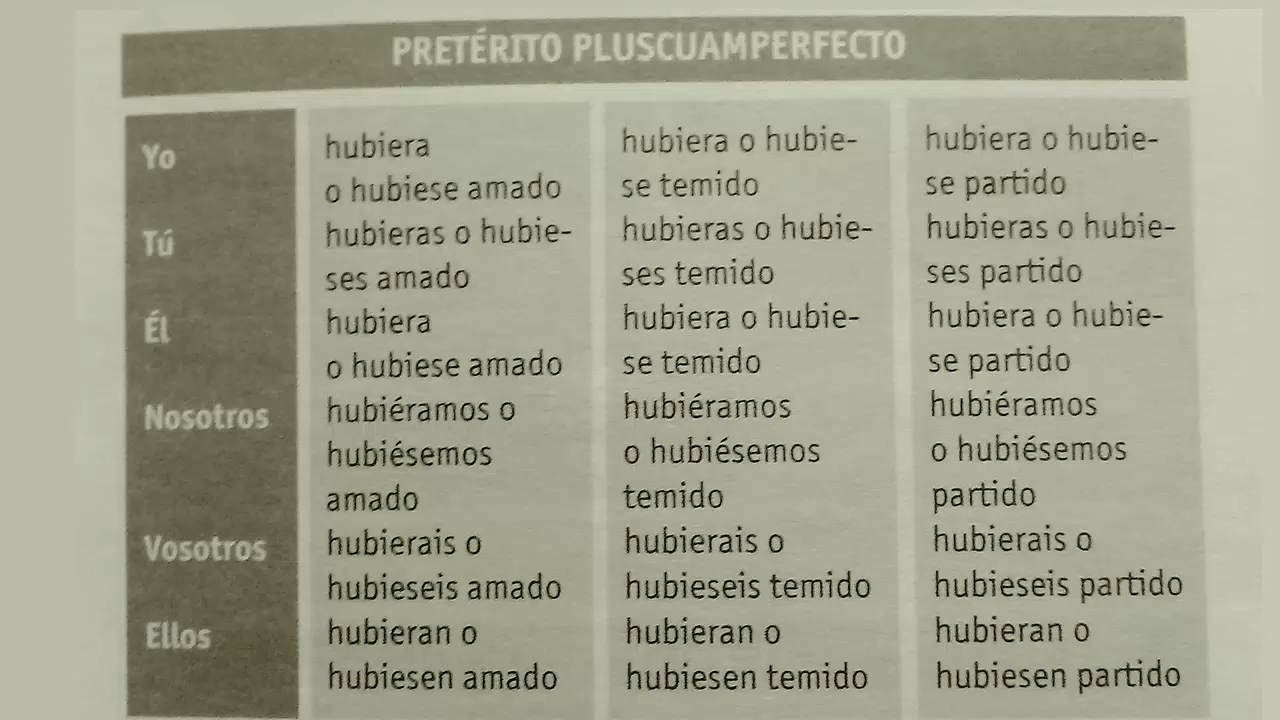 PRETÉRITO PLUSCUAMPERFECTO
Yo
hubiera
o hubiese amado
hubiera o hubie-
se temido
hubiera o hubie-
se partido
Tú
hubieras o hubie-
ses amado
hubieras o hubie-
ses temido
hubieras o hubie-
ses partido
Él
hubiera
o hubiese amado
hubiera o hubie-
se temido
hubiera o hubie-
se partido
Nosotros
hubiéramos o
hubiésemos
amado
hubiéramos
o hubiésemos
temido
hubiéramos
o hubiésemos
partido
Vosotros
hubierais o
hubieseis amado
hubierais o
hubieseis temido
hubierais o
hubieseis partido
Ellos
hubieran o
hubiesen amado
hubieran o
hubiesen temido
hubieran o
hubiesen partido